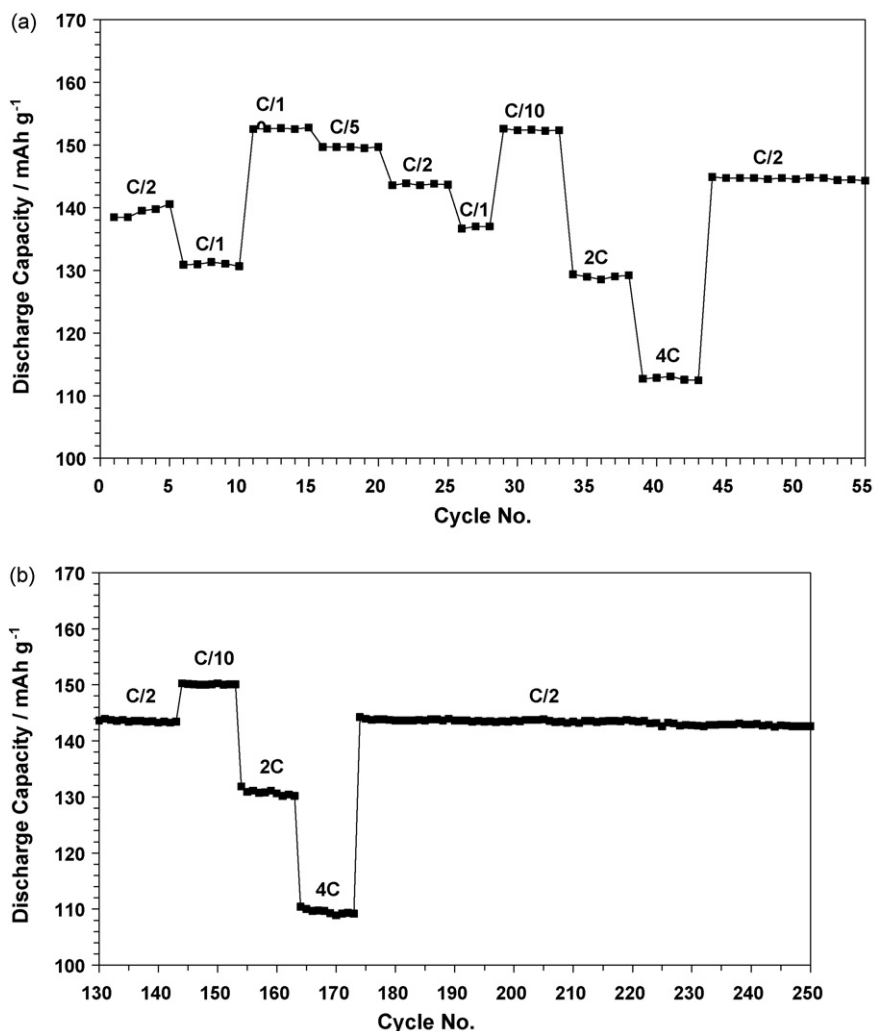 (a)
Discharge Capacity / mAh g-1
170
160
150
140
130
120
110
100
C/2
C/1
C/1
0
C/5
C/2
C/1
C/10
2C
4C
C/2
0 5 10 15 20 25 30 35 40 45 50 55
Cycle No.
(b)
Discharge Capacity / mAh g-1
170
160
150
140
130
120
110
100
C/2
C/10
2C
4C
C/2
130 140 150 160 170 180 190 200 210 220 230 240 250
Cycle No.